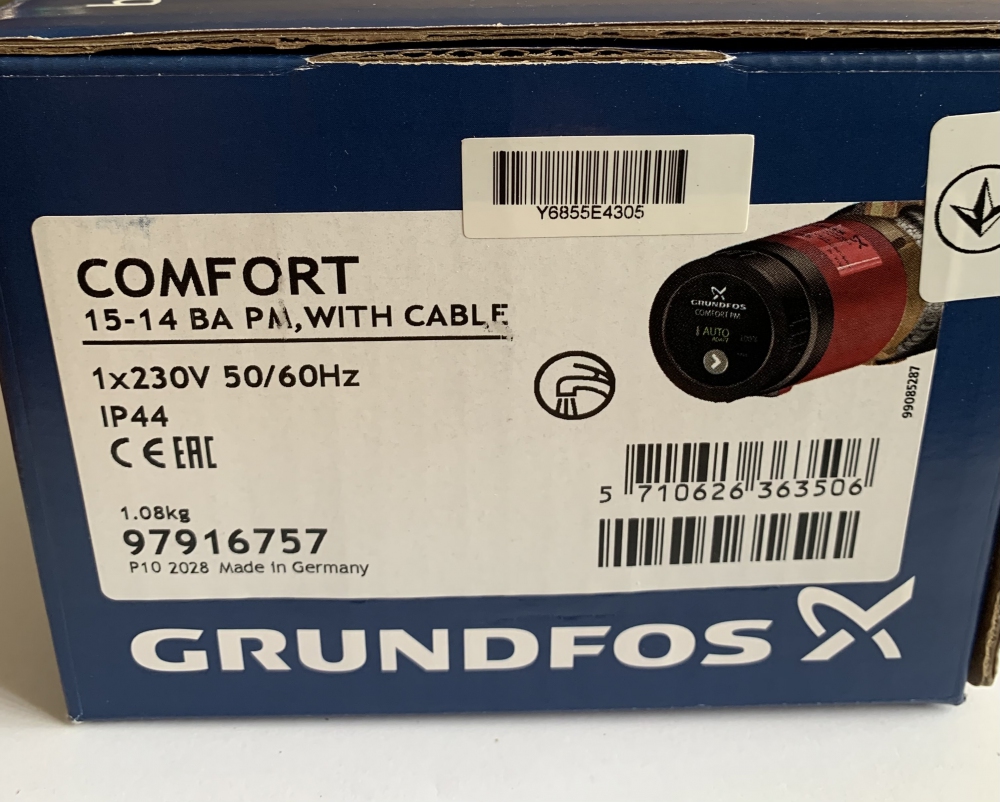 Y6855E4305
COMFORT
15-14 BA PM, WITH CABLE
1x230V 50/60Hz
IP44
CE EAC
GRUNDFOS
COMFORT PM
AUTO
ADAPT
99085287
5 710626 363506
1.08kg
97916757
P10 2028 Made in Germany
GRUNDFOS